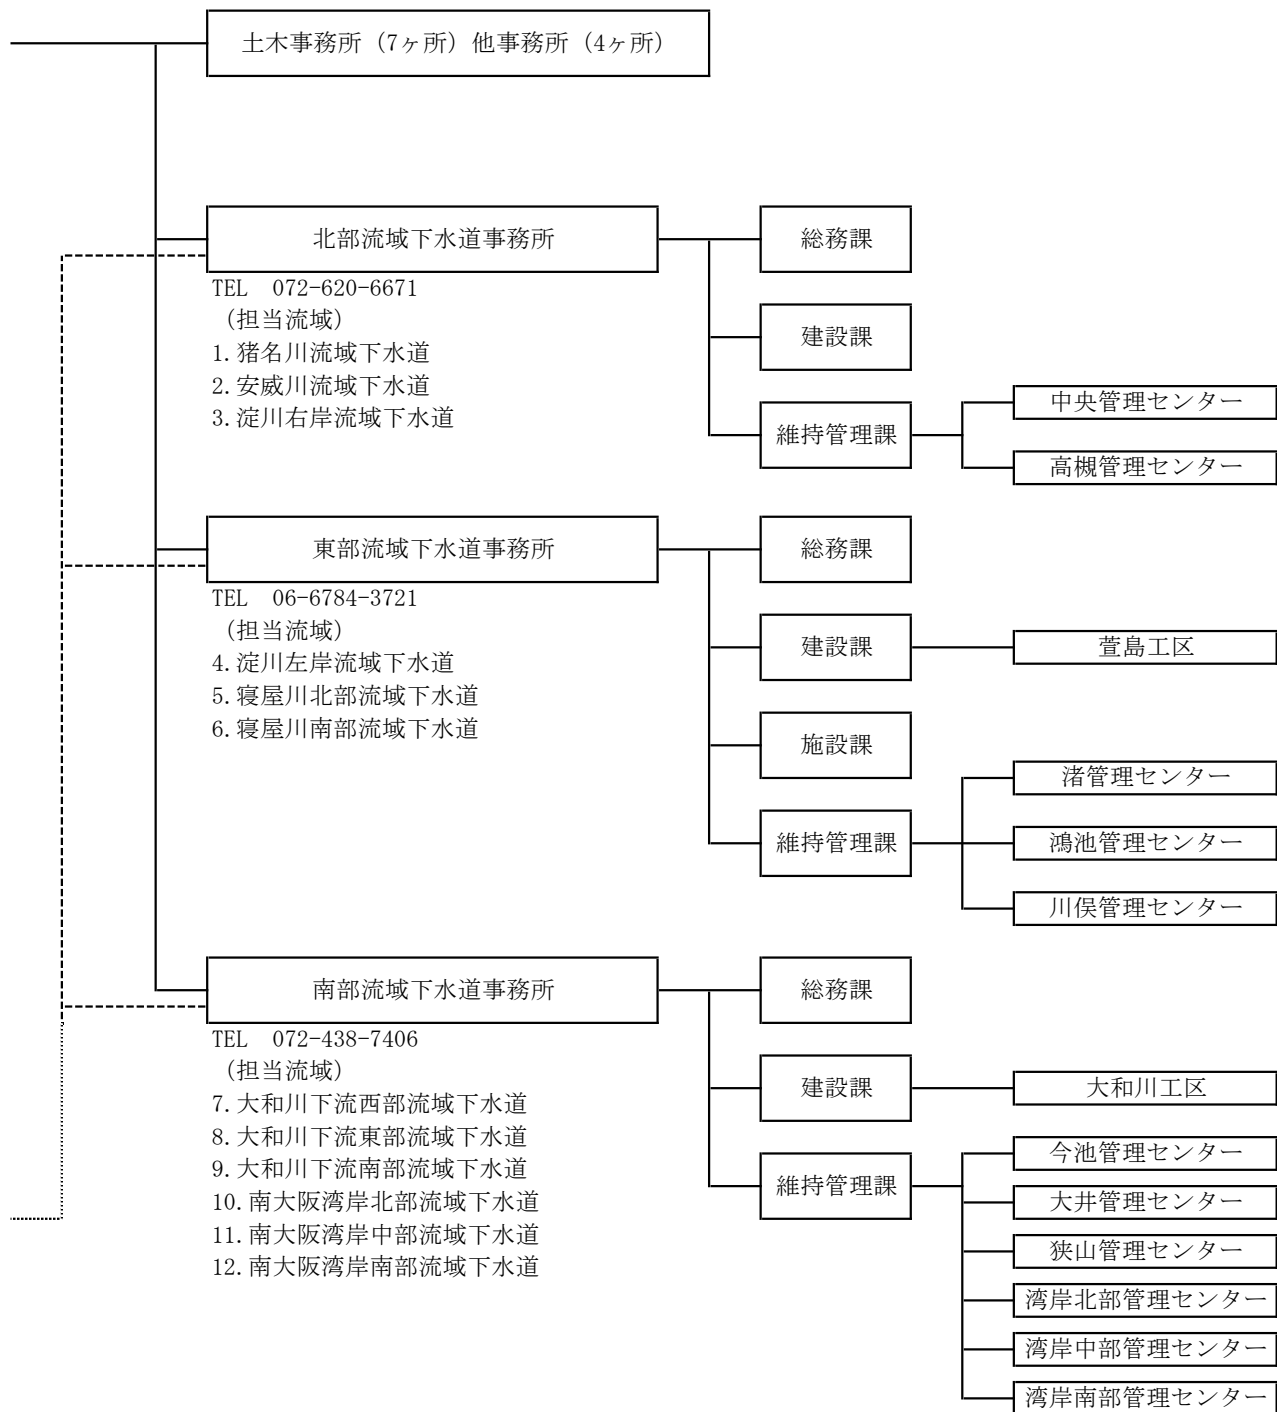 土木事務所（7ヶ所）他事務所（4ヶ所）
北部流域下水道事務所
TEL　072-620-6671
（担当流域）
1.猪名川流域下水道
2.安威川流域下水道
3.淀川右岸流域下水道
総務課
建設課
維持管理課
中央管理センター
高槻管理センター
東部流域下水道事務所
TEL　06-6784-3721
（担当流域）
4.淀川左岸流域下水道
5.寝屋川北部流域下水道
6.寝屋川南部流域下水道
総務課
建設課
萱島工区
施設課
維持管理課
渚管理センター
鴻池管理センター
川俣管理センター
南部流域下水道事務所
TEL　072-438-7406
（担当流域）
7.大和川下流西部流域下水道
8.大和川下流東部流域下水道
9.大和川下流南部流域下水道
10.南大阪湾岸北部流域下水道
11.南大阪湾岸中部流域下水道
12.南大阪湾岸南部流域下水道
総務課
建設課
大和川工区
維持管理課
今池管理センター
大井管理センター
狭山管理センター
湾岸北部管理センター
湾岸中部管理センター
湾岸南部管理センター